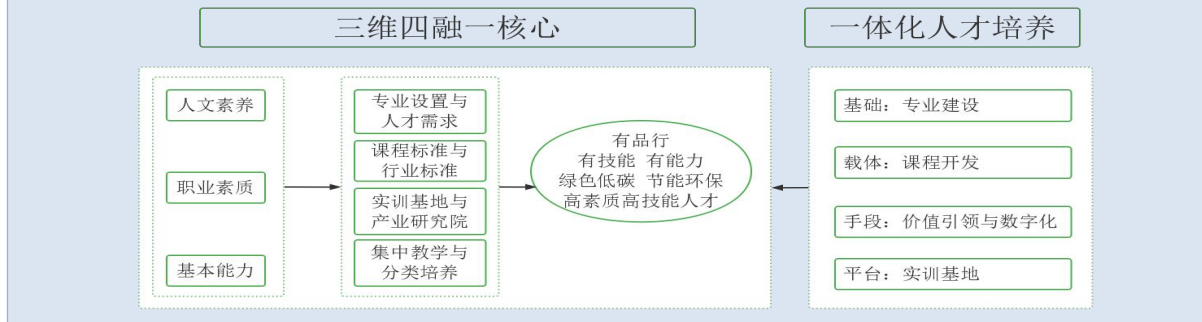 三维四融一核心
一体化人才培养
人文素养
职业素质
基本能力
专业设置与
人才需求
课程标准与
行业标准
实训基地与
产业研究院
集中教学与
分类培养
有品行
有技能 有能力
绿色低碳 节能环保
高素质高技能人才
基础：专业建设
载体：课程开发
手段：价值引领与数字化
平台：实训基地